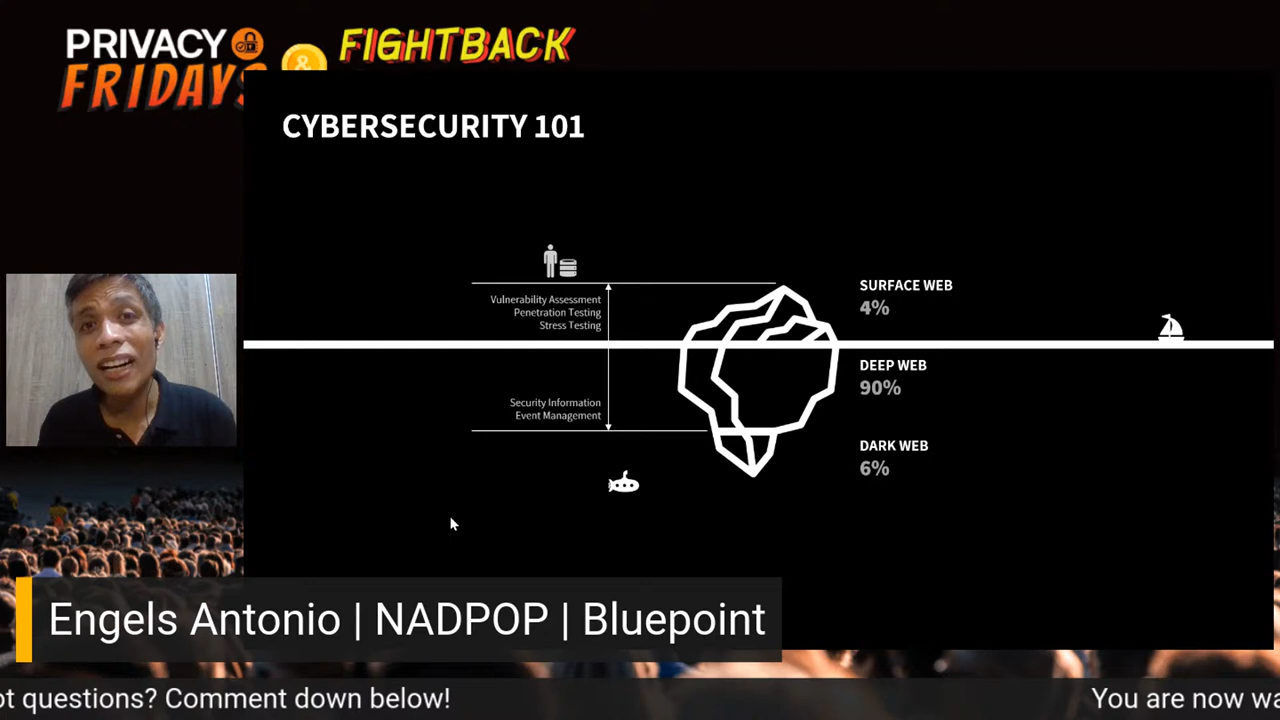 PRIVACY
FRIDAYS
&
FIGHTBACK
CYBERSECURITY 101
Vulnerability Assessment
Penetration Testing
Stress Testing
Security Information
Event Management
SURFACE WEB
4%
DEEP WEB
90%
DARK WEB
6%
Engels Antonio | NADPOP | Bluepoint
ot questions? Comment down below!
You are now wa